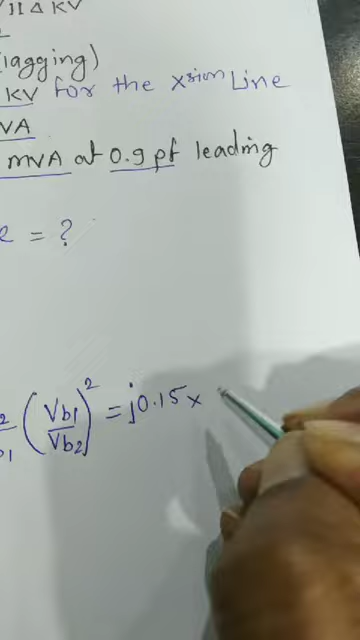 11 Δ KV
(lagging)
KV for the Xsion Line
VA
MVA at 0.9 pf leading
e = ?
(Vb1/Vb2)² = j0.15 x